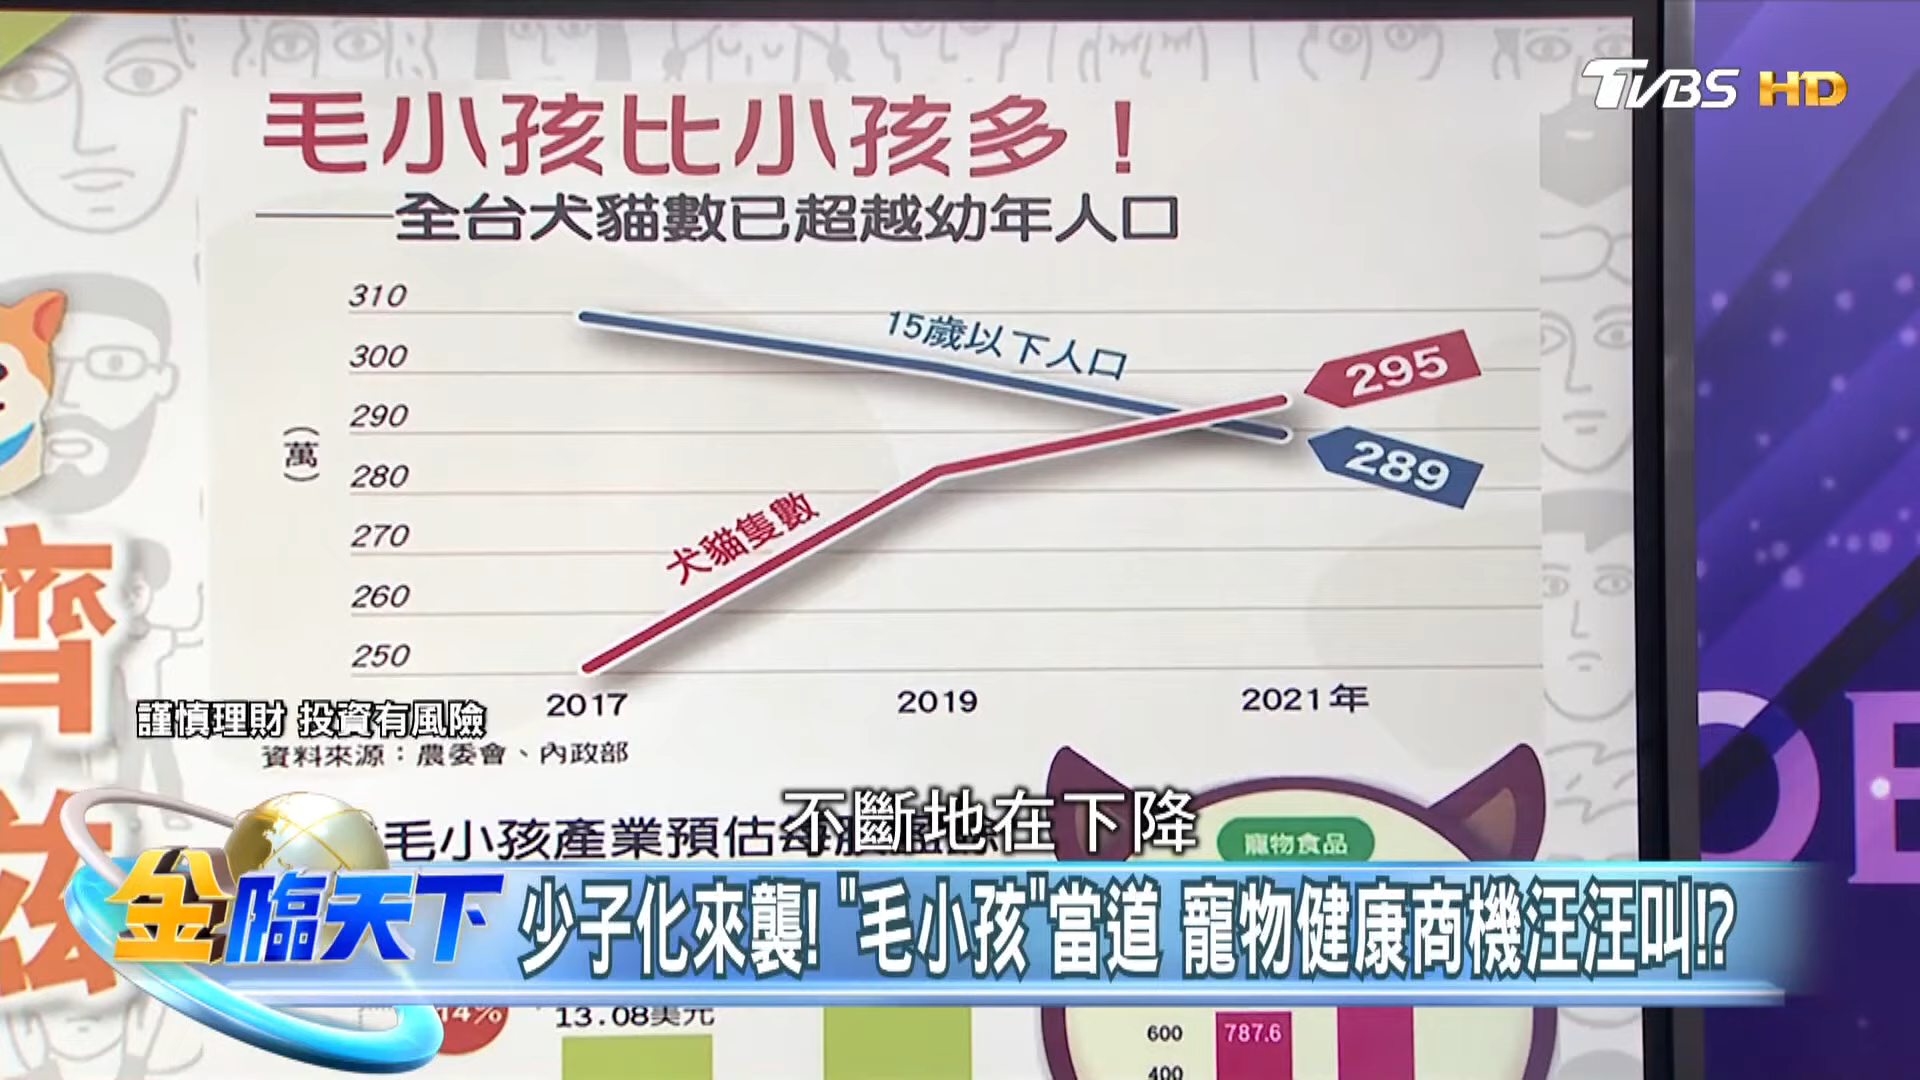 TVBS HD
毛小孩比小孩多！
——全台犬貓數已超越幼年人口
310
300
290
280
270
260
250
(萬)
15歲以下人口
犬貓隻數
295
289
2017
2019
2021年
謹慎理財 投資有風險
資料來源：農委會、內政部
不斷地在下降
毛小孩產業預估每
寵物食品
金臨天下
少子化來襲! "毛小孩"當道 寵物健康商機汪汪叫!?
14%
13.08美元
600
787.6
400